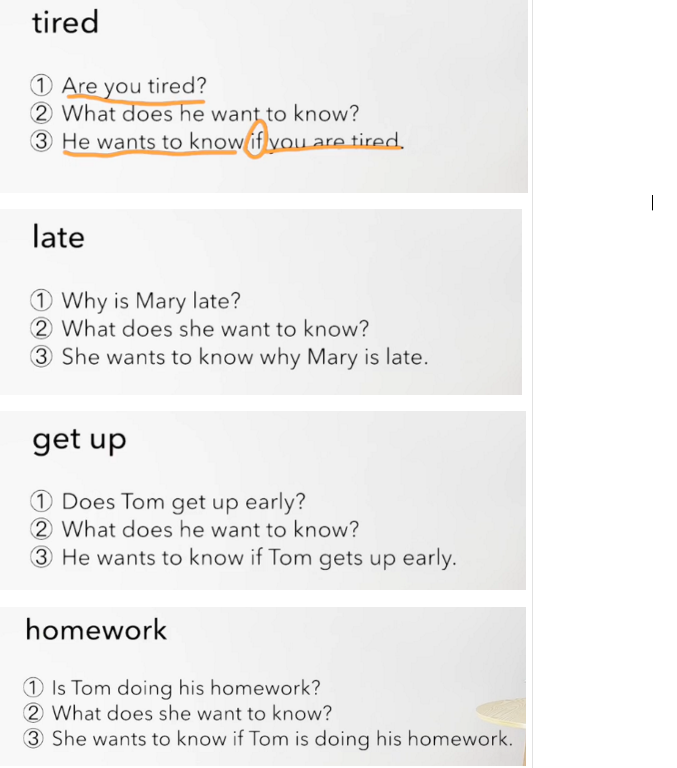 tired
① Are you tired?
② What does he want to know?
③ He wants to know if you are tired.
late
① Why is Mary late?
② What does she want to know?
③ She wants to know why Mary is late.
get up
① Does Tom get up early?
② What does he want to know?
③ He wants to know if Tom gets up early.
homework
① Is Tom doing his homework?
② What does she want to know?
③ She wants to know if Tom is doing his homework.